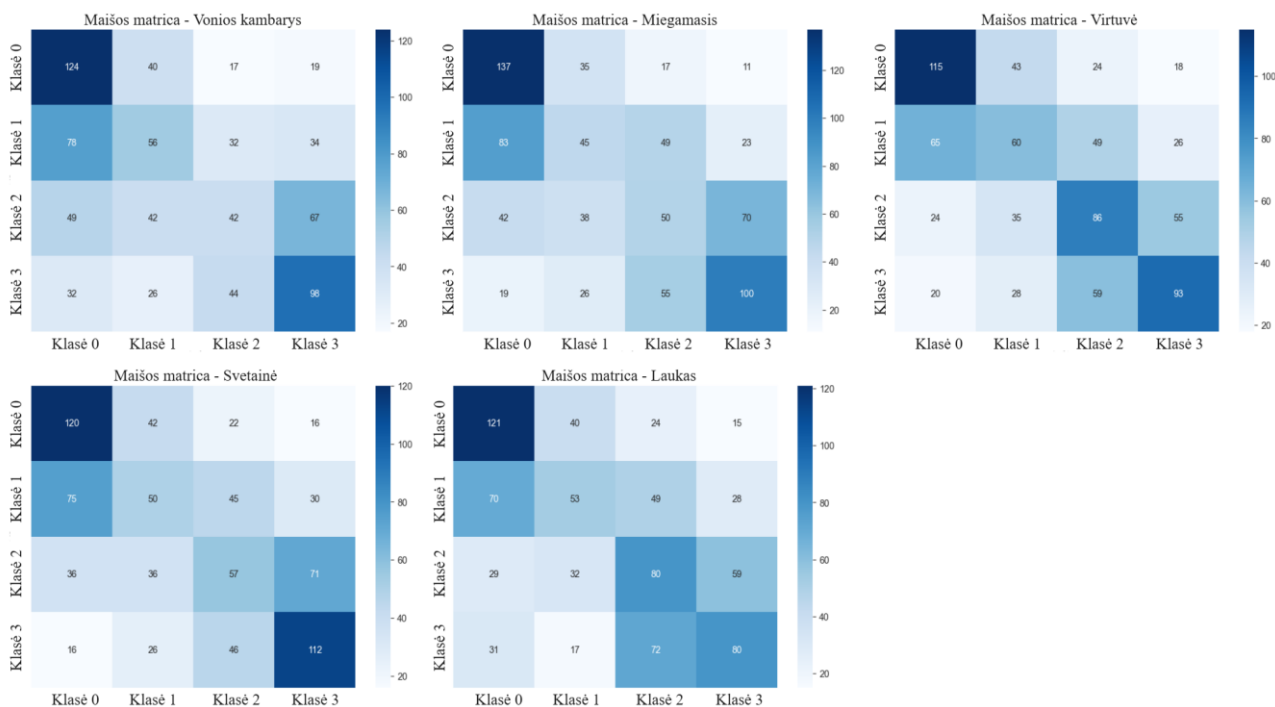 Maišos matrica - Vonios kambarys
Klasė 0
124 40 17 19
Klasė 1
78 56 32 34
Klasė 2
49 42 42 67
Klasė 3
32 26 44 98
Klasė 0 Klasė 1 Klasė 2 Klasė 3
120
100
80
60
40
20
Maišos matrica - Miegamasis
Klasė 0
137 35 17 11
Klasė 1
83 45 49 23
Klasė 2
42 38 50 70
Klasė 3
19 26 55 100
Klasė 0 Klasė 1 Klasė 2 Klasė 3
120
100
80
60
40
20
Maišos matrica - Virtuvė
Klasė 0
115 43 24 18
Klasė 1
65 60 49 26
Klasė 2
24 35 86 55
Klasė 3
20 28 59 93
Klasė 0 Klasė 1 Klasė 2 Klasė 3
100
80
60
40
20
Maišos matrica - Svetainė
Klasė 0
120 42 22 16
Klasė 1
75 50 45 30
Klasė 2
36 36 57 71
Klasė 3
16 26 46 112
Klasė 0 Klasė 1 Klasė 2 Klasė 3
120
100
80
60
40
20
Maišos matrica - Laukas
Klasė 0
121 40 24 15
Klasė 1
70 53 49 28
Klasė 2
29 32 80 59
Klasė 3
31 17 72 80
Klasė 0 Klasė 1 Klasė 2 Klasė 3
120
100
80
60
40
20